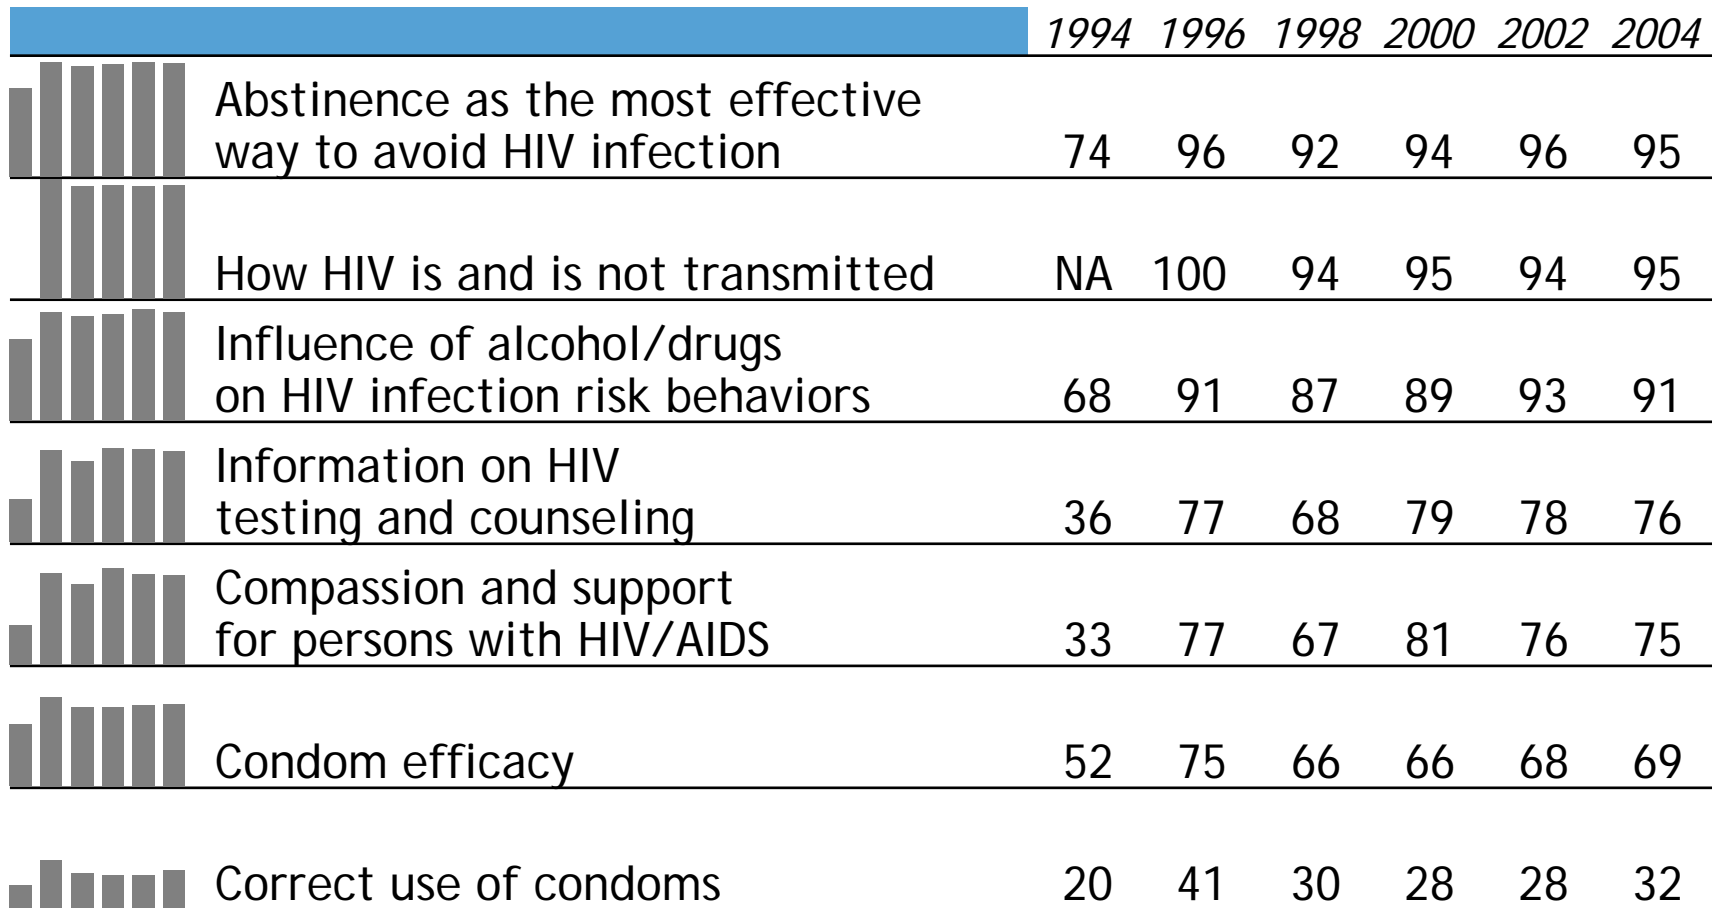 1994 1996 1998 2000 2002 2004
Abstinence as the most effective
way to avoid HIV infection 74 96 92 94 96 95
How HIV is and is not transmitted NA 100 94 95 94 95
Influence of alcohol/drugs
on HIV infection risk behaviors 68 91 87 89 93 91
Information on HIV
testing and counseling 36 77 68 79 78 76
Compassion and support
for persons with HIV/AIDS 33 77 67 81 76 75
Condom efficacy 52 75 66 66 68 69
Correct use of condoms 20 41 30 28 28 32